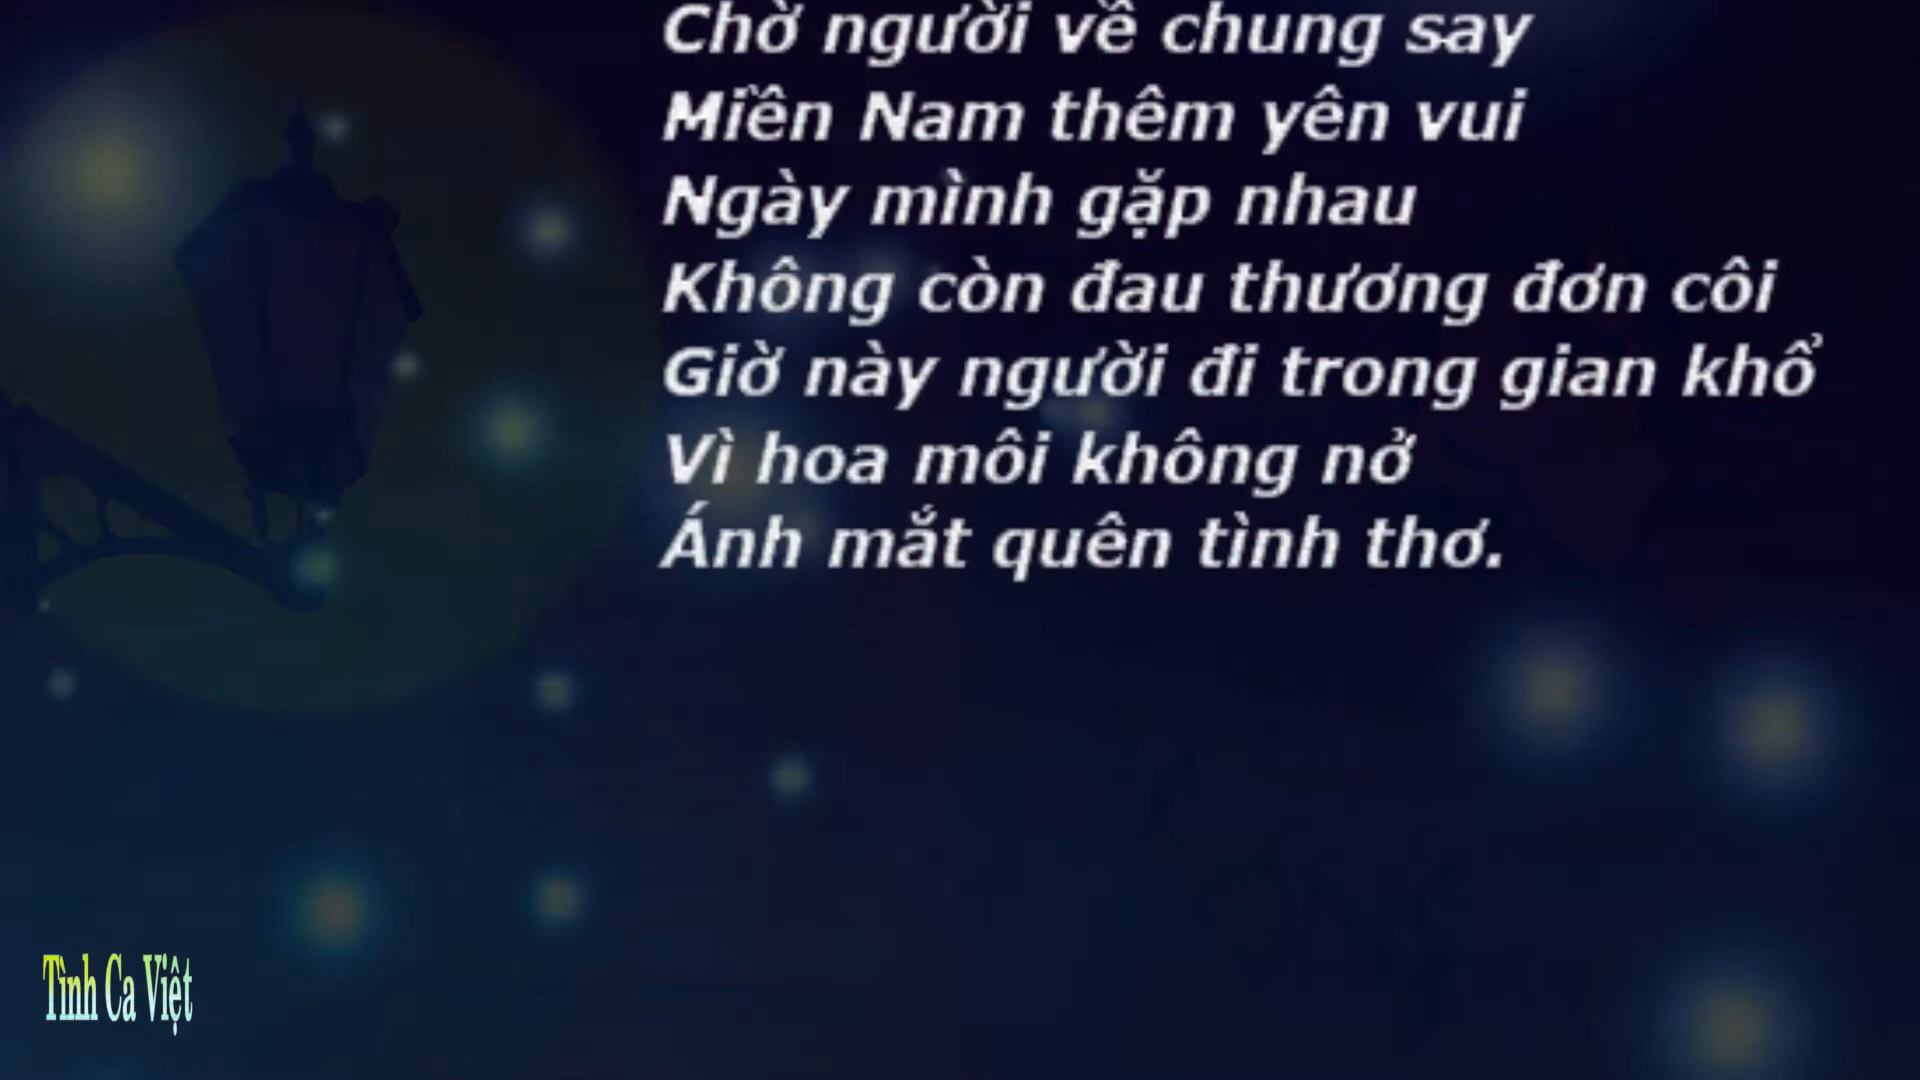 Chờ người về chung say
Miền Nam thêm yên vui
Ngày mình gặp nhau
Không còn đau thương đơn côi
Giờ này người đi trong gian khổ
Vì hoa môi không nở
Ánh mắt quên tình thơ.
Tình Ca Việt